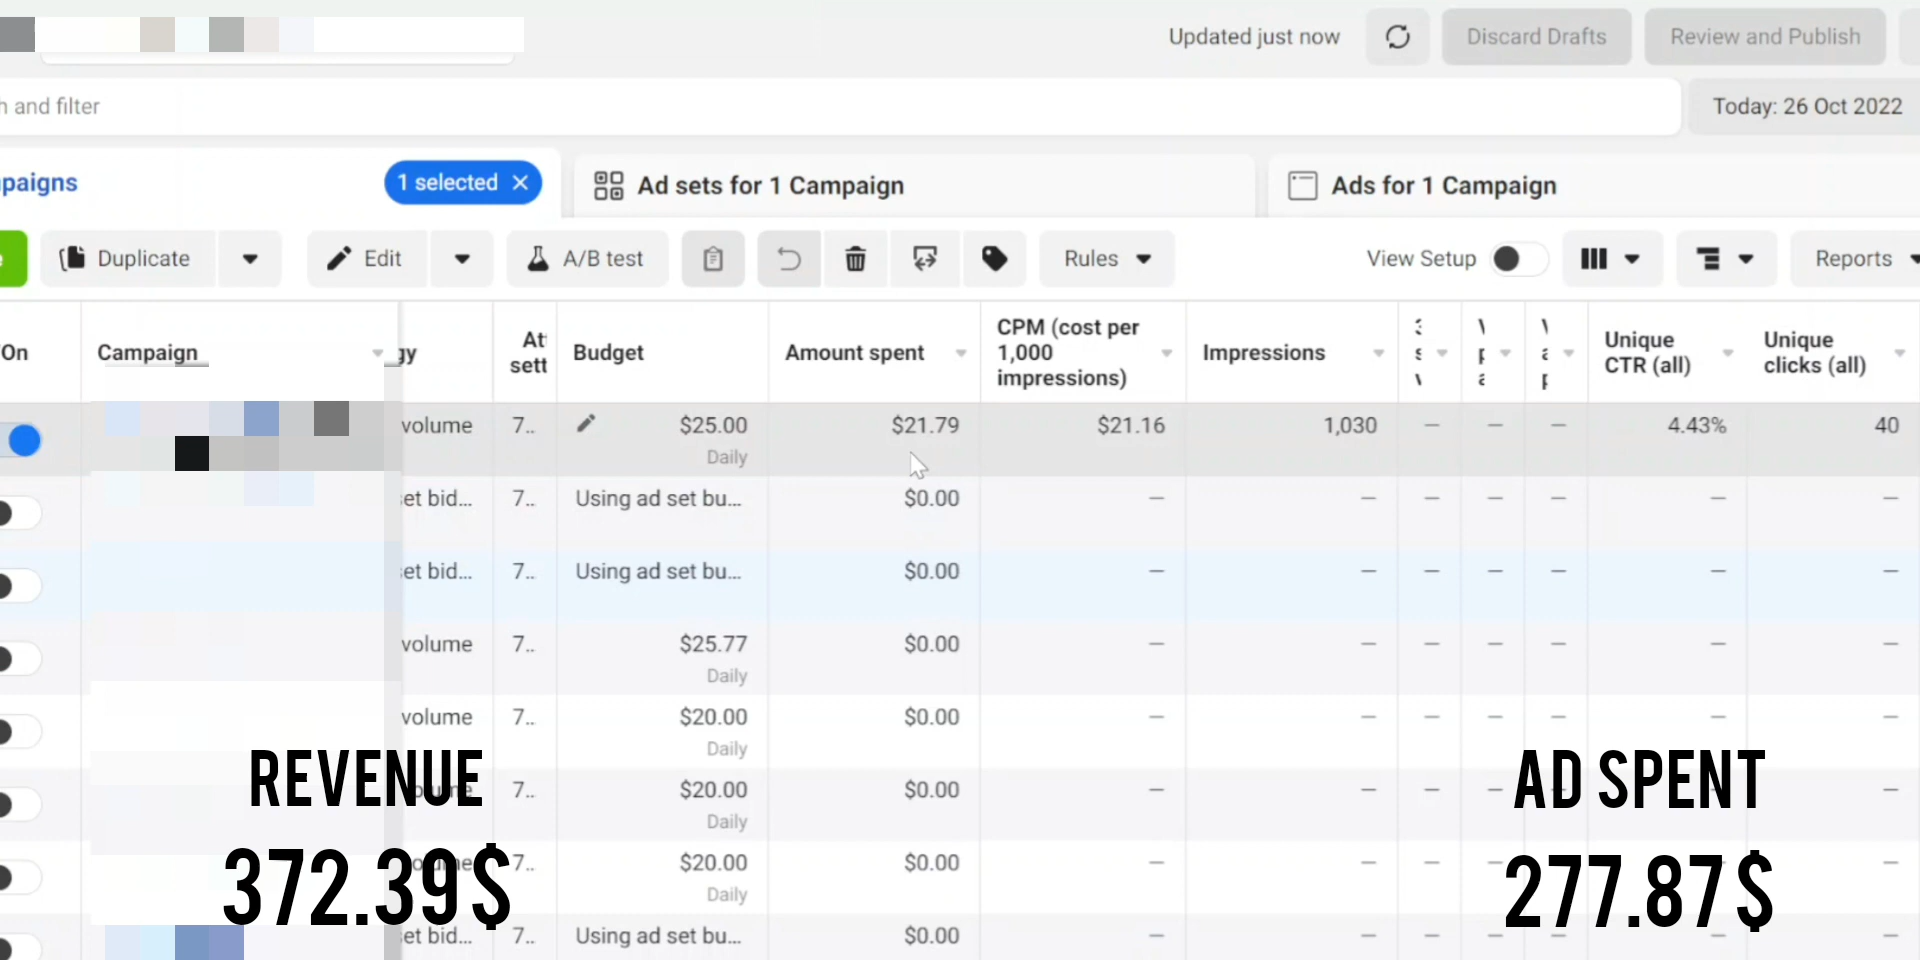 Updated just now
Discard Drafts
Review and Publish
h and filter
Today: 26 Oct 2022
paigns
1 selected ×
Ad sets for 1 Campaign
Ads for 1 Campaign
Duplicate
Edit
A/B test
Rules
View Setup
Reports
On
Campaign
gy
At
sett
Budget
Amount spent
CPM (cost per
1,000
impressions)
Impressions
Unique
CTR (all)
Unique
clicks (all)
volume 7.. $25.00 $21.79 $21.16 1,030 — — — 4.43% 40
Daily
set bid... 7.. Using ad set bu... $0.00 — — — — — — —
set bid... 7.. Using ad set bu... $0.00 — — — — — — —
volume 7.. $25.77 $0.00 — — — — — — —
Daily
volume 7.. $20.00 $0.00 — — — — — — —
Daily
volume 7.. $20.00 $0.00 — — — — — — —
Daily
volume 7.. $20.00 $0.00 — — — — — — —
Daily
set bid... 7.. Using ad set bu... $0.00 — — — — — — —
REVENUE
372.39$
AD SPENT
277.87$